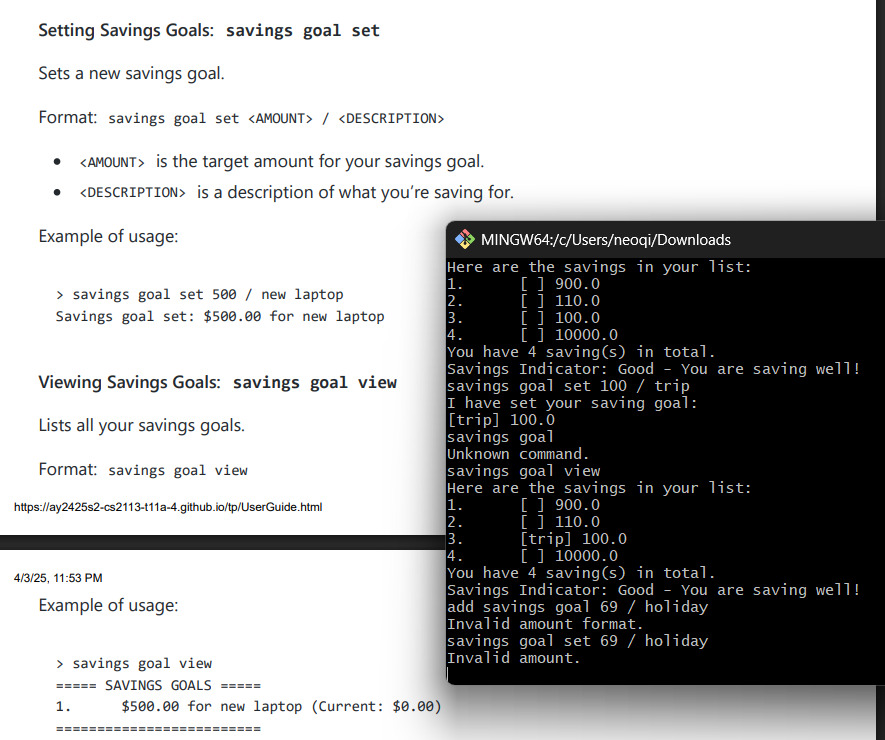 Setting Savings Goals: savings goal set
Sets a new savings goal.
Format: savings goal set <AMOUNT> / <DESCRIPTION>
• <AMOUNT> is the target amount for your savings goal.
• <DESCRIPTION> is a description of what you’re saving for.
Example of usage:
> savings goal set 500 / new laptop
Savings goal set: $500.00 for new laptop
Viewing Savings Goals: savings goal view
Lists all your savings goals.
Format: savings goal view
https://ay2425s2-cs2113-t11a-4.github.io/tp/UserGuide.html
4/3/25, 11:53 PM
Example of usage:
> savings goal view
===== SAVINGS GOALS =====
1. $500.00 for new laptop (Current: $0.00)
=========================
MINGW64:/c/Users/neoqi/Downloads
Here are the savings in your list:
1. [ ] 900.0
2. [ ] 110.0
3. [ ] 100.0
4. [ ] 10000.0
You have 4 saving(s) in total.
Savings Indicator: Good - You are saving well!
savings goal set 100 / trip
I have set your saving goal:
[trip] 100.0
savings goal
Unknown command.
savings goal view
Here are the savings in your list:
1. [ ] 900.0
2. [ ] 110.0
3. [trip] 100.0
4. [ ] 10000.0
You have 4 saving(s) in total.
Savings Indicator: Good - You are saving well!
add savings goal 69 / holiday
Invalid amount format.
savings goal set 69 / holiday
Invalid amount.